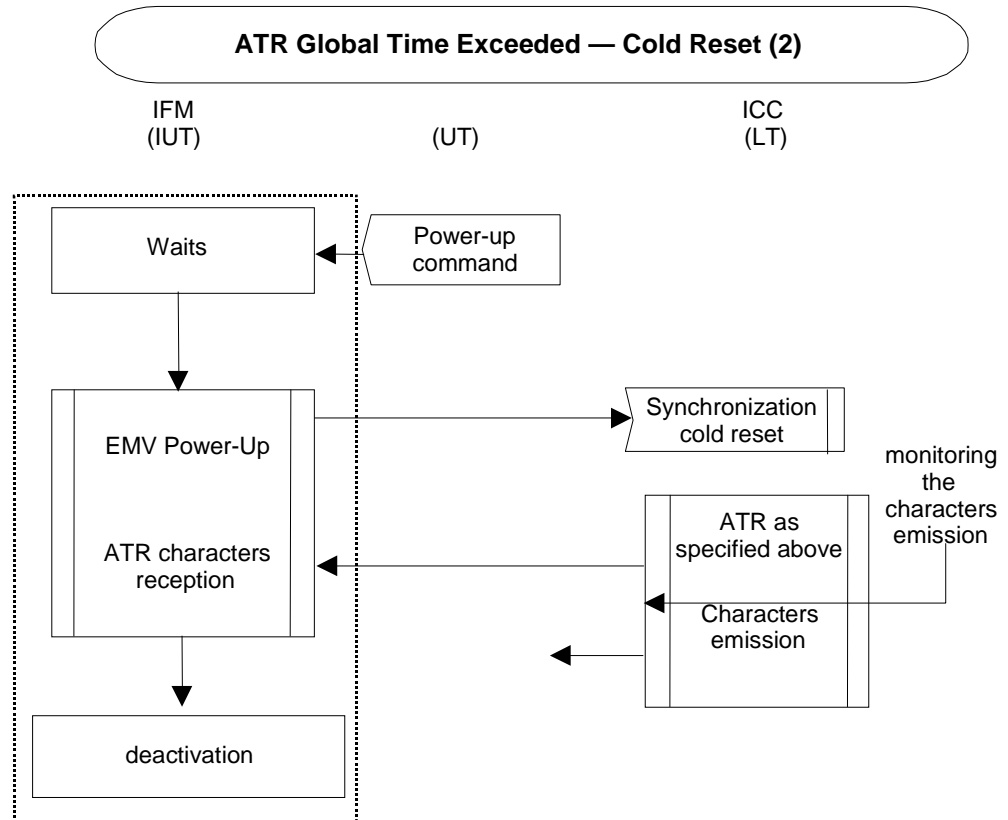 ATR Global Time Exceeded — Cold Reset (2)
IFM
(IUT)
(UT)
ICC
(LT)
Waits
Power-up
command
EMV Power-Up
Synchronization
cold reset
monitoring
the
characters
emission
ATR as
specified above
ATR characters
reception
Characters
emission
deactivation